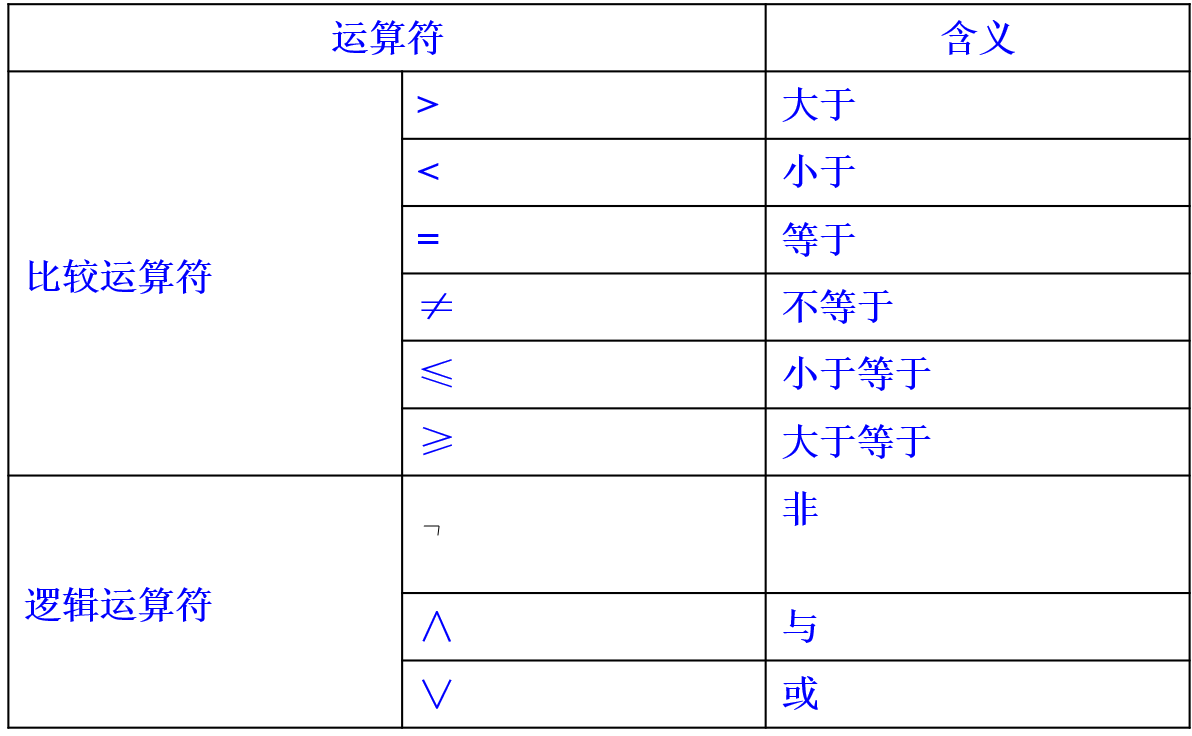 运算符 含义
比较运算符
> 大于
< 小于
= 等于
≠ 不等于
≤ 小于等于
≥ 大于等于
逻辑运算符
¬ 非
∧ 与
∨ 或